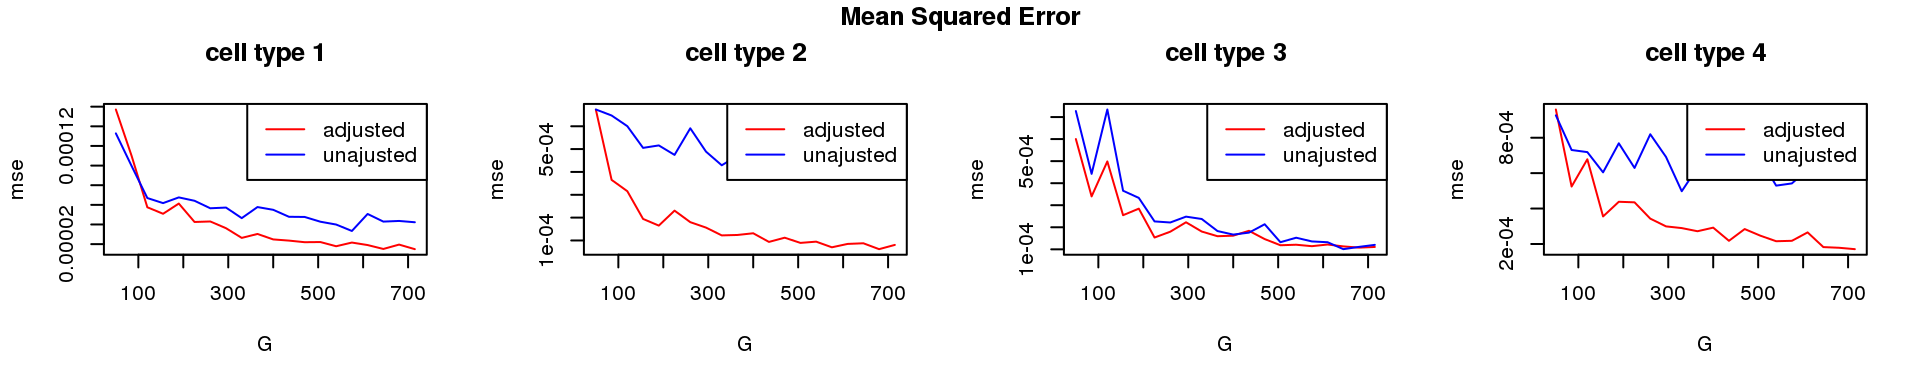 Mean Squared Error
cell type 1
mse
0.00002
0.00012
adjusted
unajusted
100
300
500
700
G
cell type 2
mse
1e-04
5e-04
adjusted
unajusted
100
300
500
700
G
cell type 3
mse
1e-04
5e-04
adjusted
unajusted
100
300
500
700
G
cell type 4
mse
2e-04
8e-04
adjusted
unajusted
100
300
500
700
G